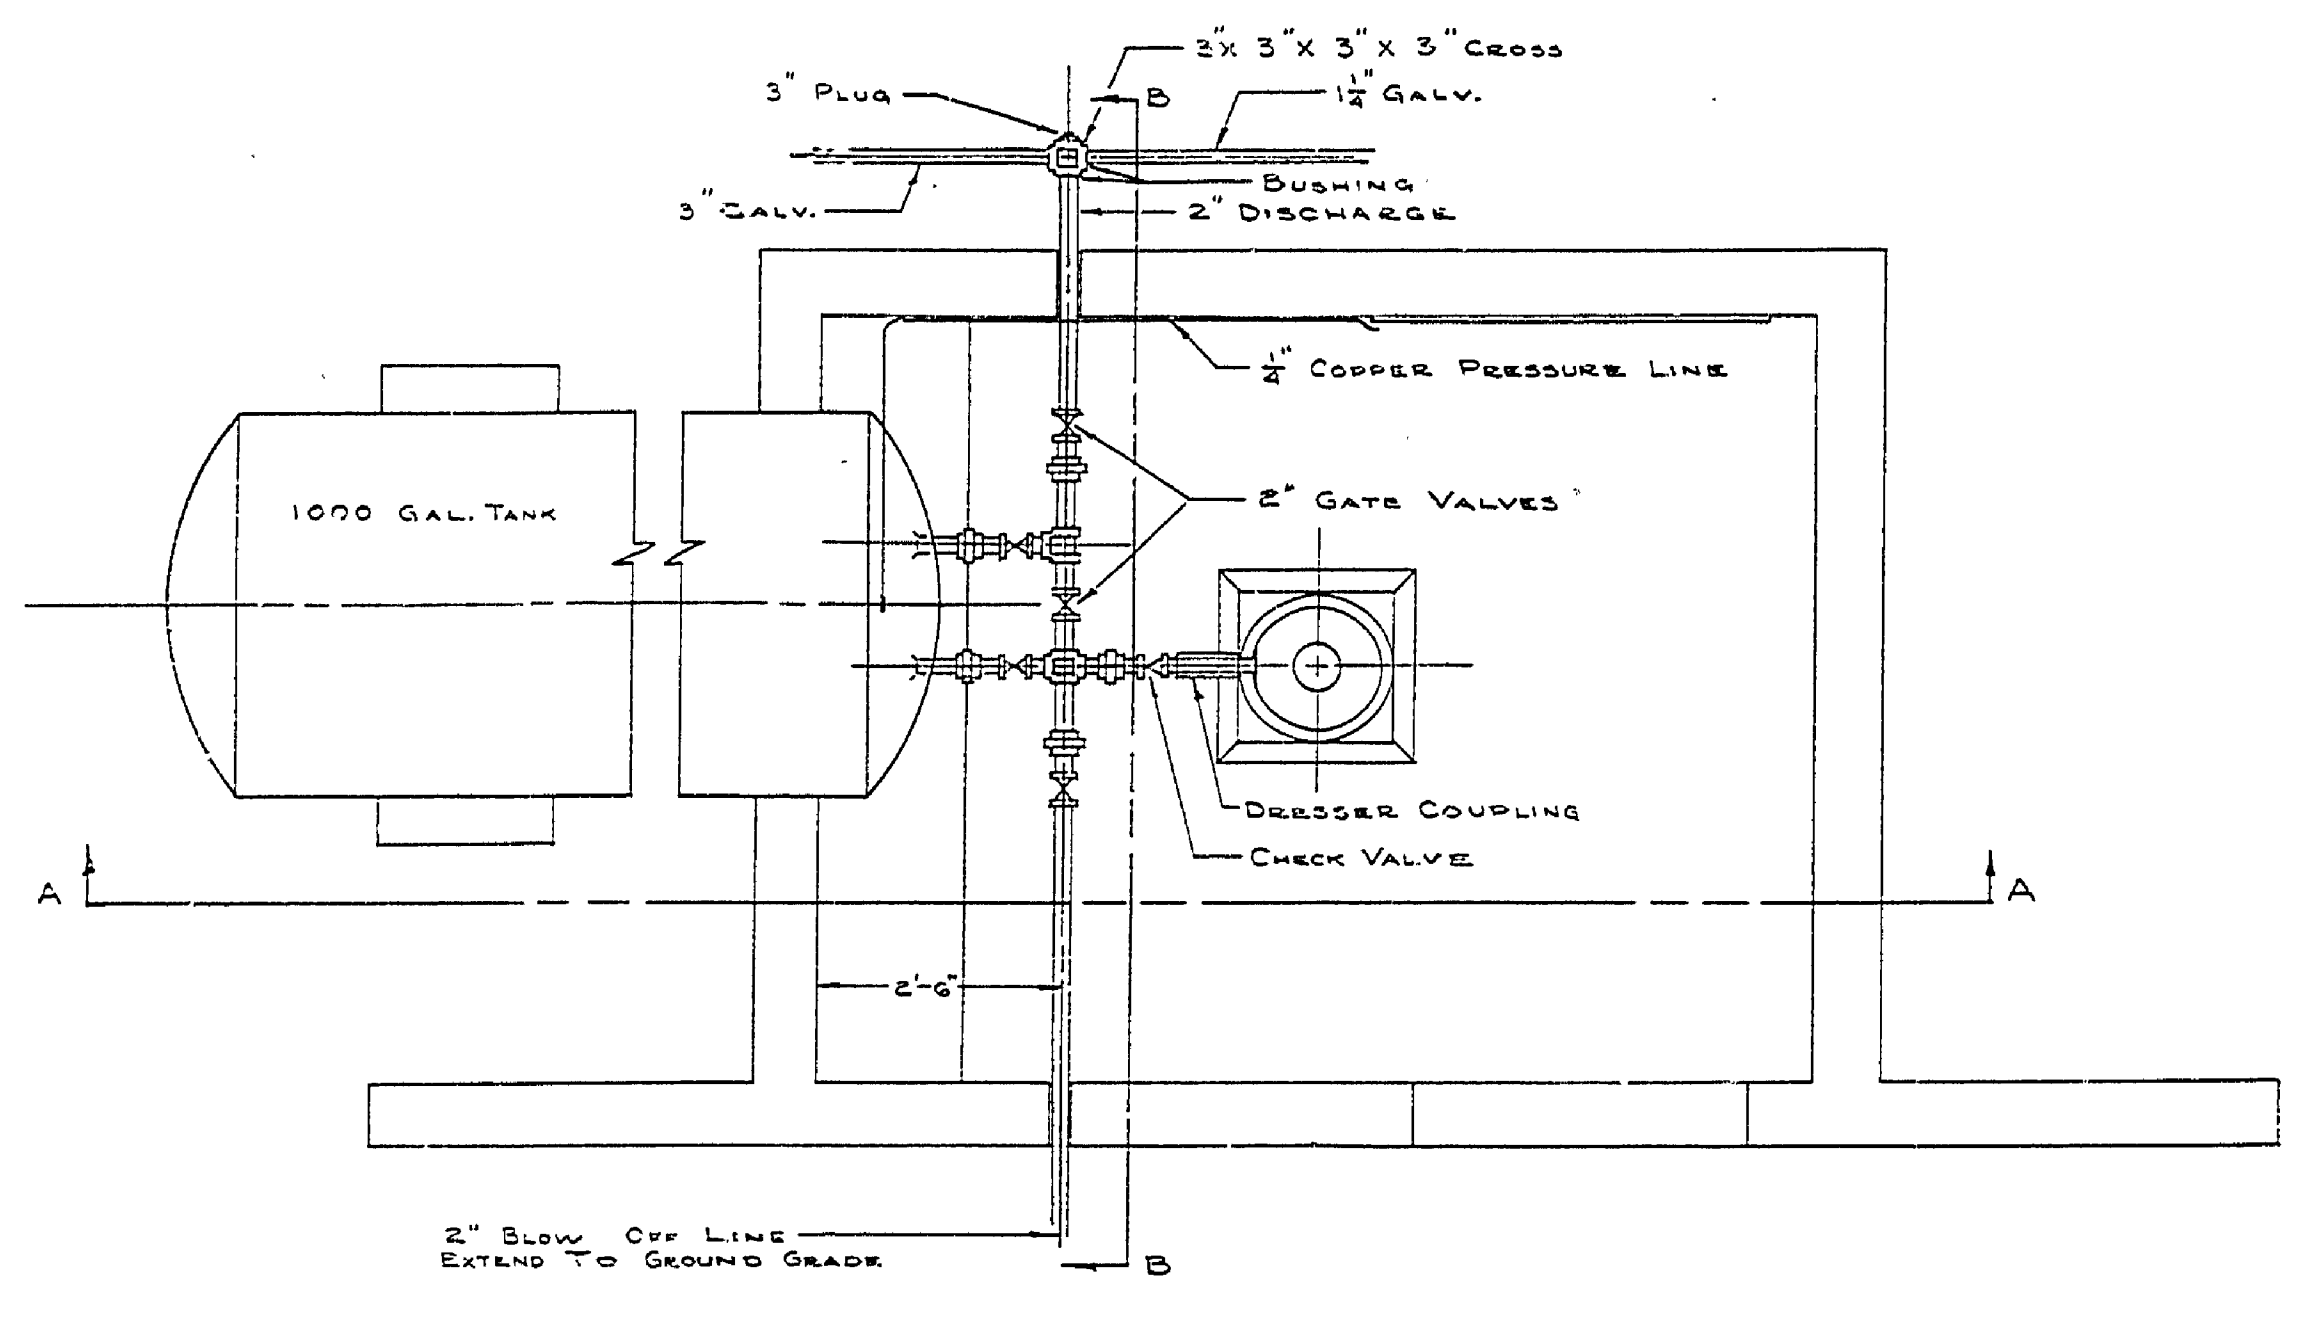 3"x 3"x 3"x 3" CROSS
3" PLUG
B
1 1/4" GALV.
BUSHING
3" GALV.
2" DISCHARGE
1/4" COPPER PRESSURE LINE
2" GATE VALVES
1000 GAL. TANK
DRESSER COUPLING
CHECK VALVE
A
A
2'-6"
2" BLOW OFF LINE
EXTEND TO GROUND GRADE
B